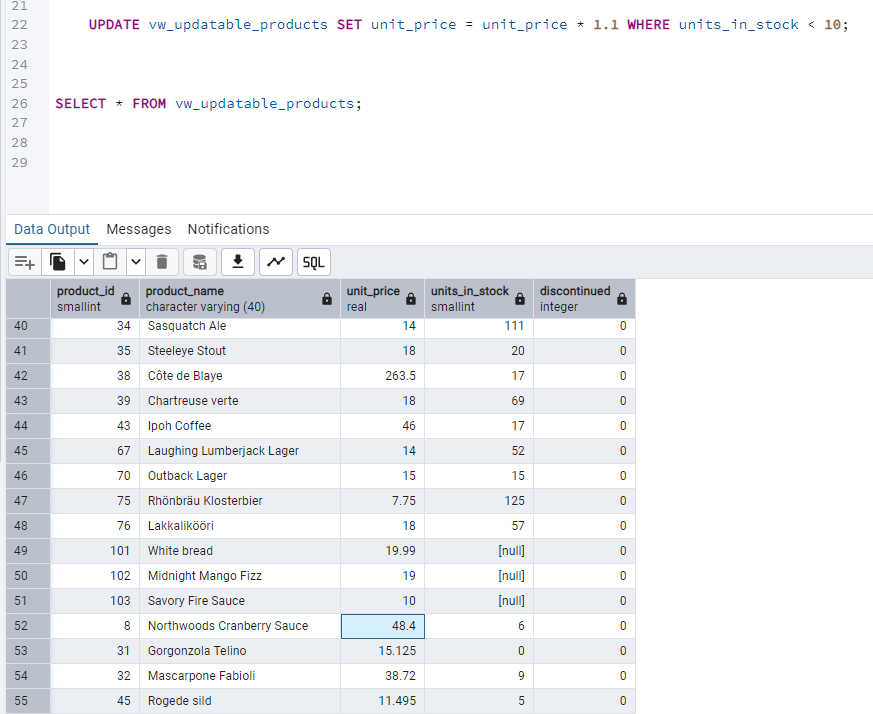 21
22 UPDATE vw_updatable_products SET unit_price = unit_price * 1.1 WHERE units_in_stock < 10;
23
24
25
26 SELECT * FROM vw_updatable_products;
27
28
29
Data Output Messages Notifications
SQL
product_id product_name unit_price units_in_stock discontinued
smallint character varying (40) real smallint integer
40 34 Sasquatch Ale 14 111 0
41 35 Steeleye Stout 18 20 0
42 38 Côte de Blaye 263.5 17 0
43 39 Chartreuse verte 18 69 0
44 43 Ipoh Coffee 46 17 0
45 67 Laughing Lumberjack Lager 14 52 0
46 70 Outback Lager 15 15 0
47 75 Rhönbräu Klosterbier 7.75 125 0
48 76 Lakkalikööri 18 57 0
49 101 White bread 19.99 [null] 0
50 102 Midnight Mango Fizz 19 [null] 0
51 103 Savory Fire Sauce 10 [null] 0
52 8 Northwoods Cranberry Sauce 48.4 6 0
53 31 Gorgonzola Telino 15.125 0 0
54 32 Mascarpone Fabioli 38.72 9 0
55 45 Rogede sild 11.495 5 0